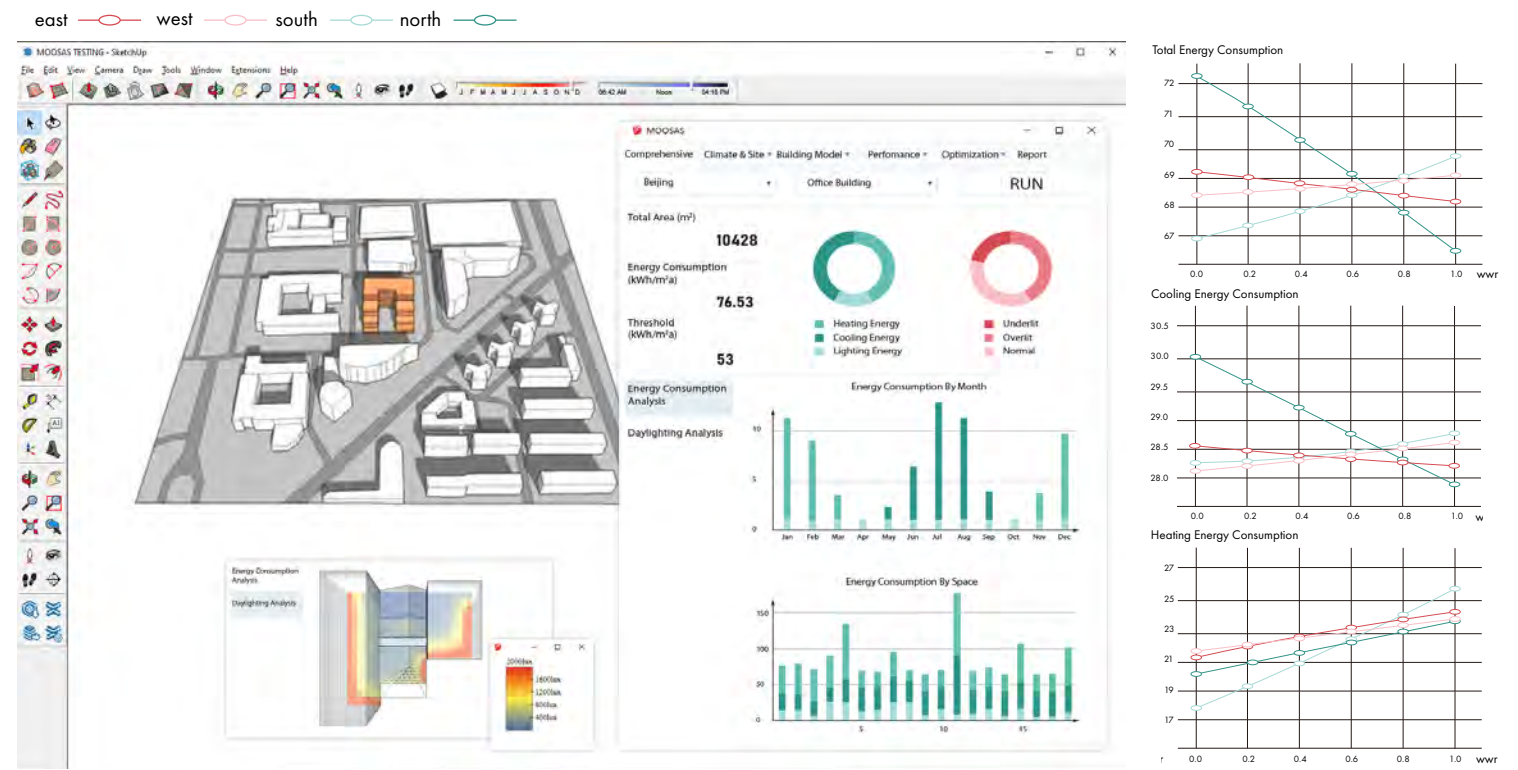 east west south north
MOOSAS TESTING - SketchUp
File Edit View Camera Draw Tools Window Extensions Help
J F M A M J J A S O N D 06:42 AM Noon 04:15 PM
MOOSAS
Comprehensive Climate & Site Building Model Perfomance Optimization Report
Beijing Office Building RUN
Total Area (m²)
10428
Energy Consumption
(kWh/m²a)
76.53
Threshold
(kWh/m²a)
53
Energy Consumption
Analysis
Daylighting Analysis
Heating Energy
Cooling Energy
Lighting Energy
Underlit
Overlit
Normal
Energy Consumption By Month
10
5
0
Jan Feb Mar Apr May Jun Jul Aug Sep Oct Nov Dec
Energy Consumption By Space
150
100
50
0
5 10 15
Energy Consumption
Analysis
Daylighting Analysis
2000lux
1600lux
1200lux
800lux
400lux
Total Energy Consumption
72
71
70
69
68
67
0.0 0.2 0.4 0.6 0.8 1.0 wwr
Cooling Energy Consumption
30.5
30.0
29.5
29.0
28.5
28.0
0.0 0.2 0.4 0.6 0.8 1.0 w
Heating Energy Consumption
27
25
23
21
19
17
r 0.0 0.2 0.4 0.6 0.8 1.0 wwr